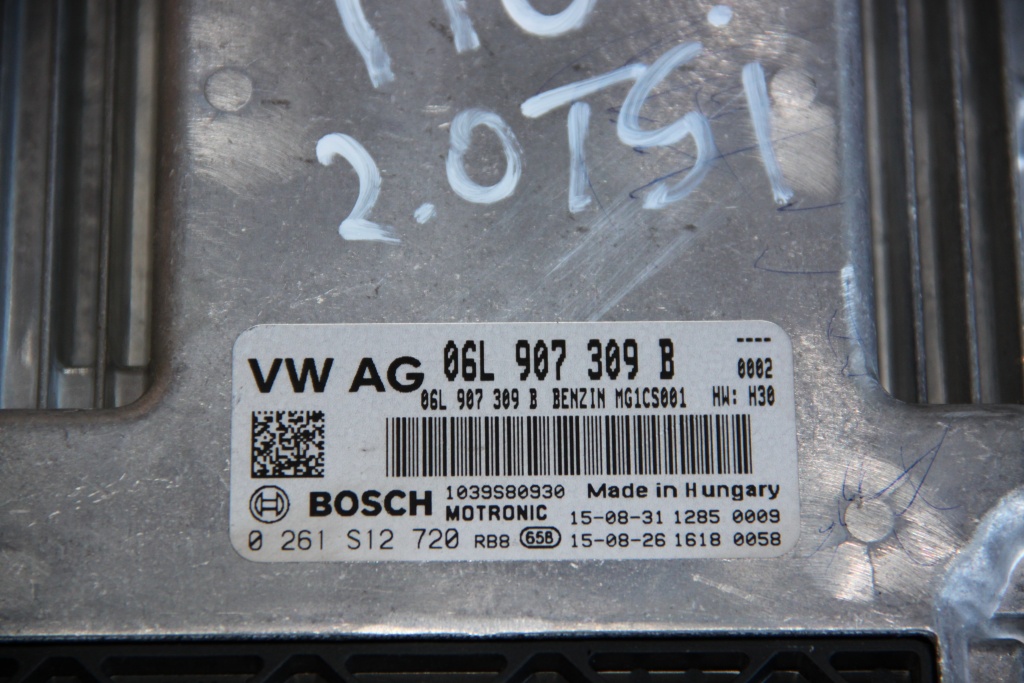 2.0TSI
VW AG 06L 907 309 B ----
0002
06L 907 309 B BENZIN MG1CS001 HW: H30
BOSCH 1039S80930 Made in Hungary
MOTRONIC 15-08-31 1285 0009
0 261 S12 720 RB8 658 15-08-26 1618 0058